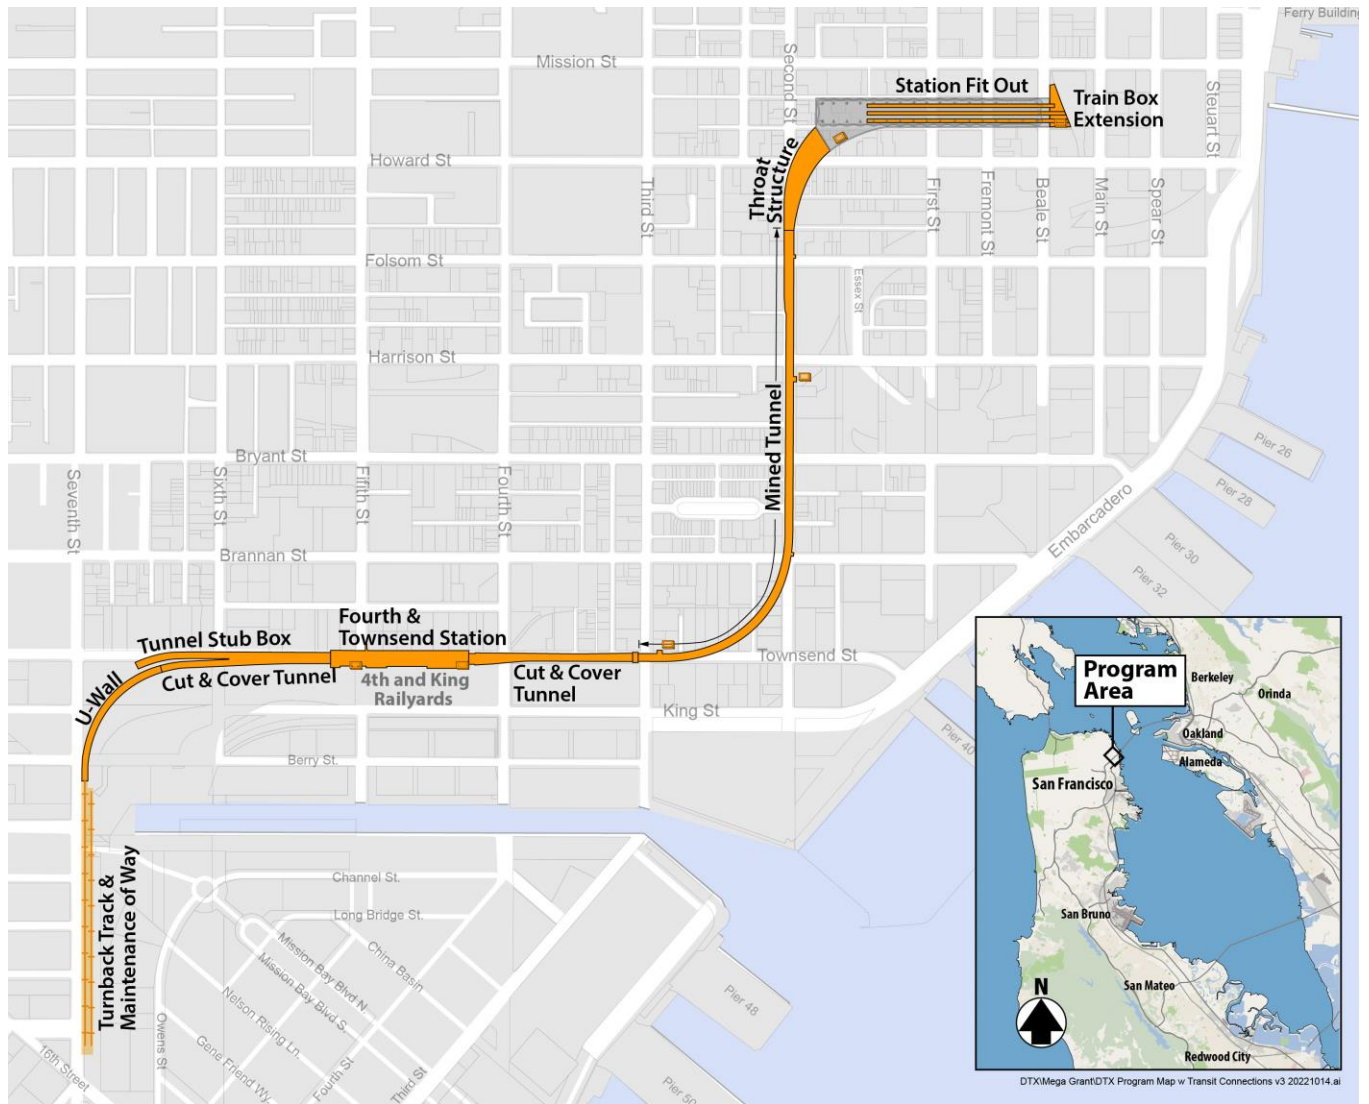 Ferry Building
Mission St
Second St
Station Fit Out
Train Box
Extension
Steuart St
Howard St
Throat
Structure
Third St
First St
Fremont St
Beale St
Main St
Spear St
Folsom St
Essex St
Harrison St
Mined Tunnel
Pier 26
Bryant St
Seventh St
Sixth St
Fifth St
Fourth St
Pier 28
Embarcadero
Brannan St
Pier 30
Pier 32
Fourth &
Townsend Station
Tunnel Stub Box
Townsend St
U-Wall
Cut & Cover Tunnel
4th and King
Railyards
Cut & Cover
Tunnel
King St
Pier 40
Berry St.
Program
Area
Berkeley
Orinda
Oakland
Alameda
San Francisco
San Bruno
San Mateo
Redwood City
N
Turnback Track &
Maintenance of Way
Channel St.
Long Bridge St.
China Basin
Mission Bay Blvd N.
Mission Bay Blvd S.
Nelson Rising Ln.
Gene Friend Wy.
Fourth St
Third St
Owens St
16th Street
Pier 48
Pier 50
DTX\Mega Grant\DTX Program Map w Transit Connections v3 20221014.ai